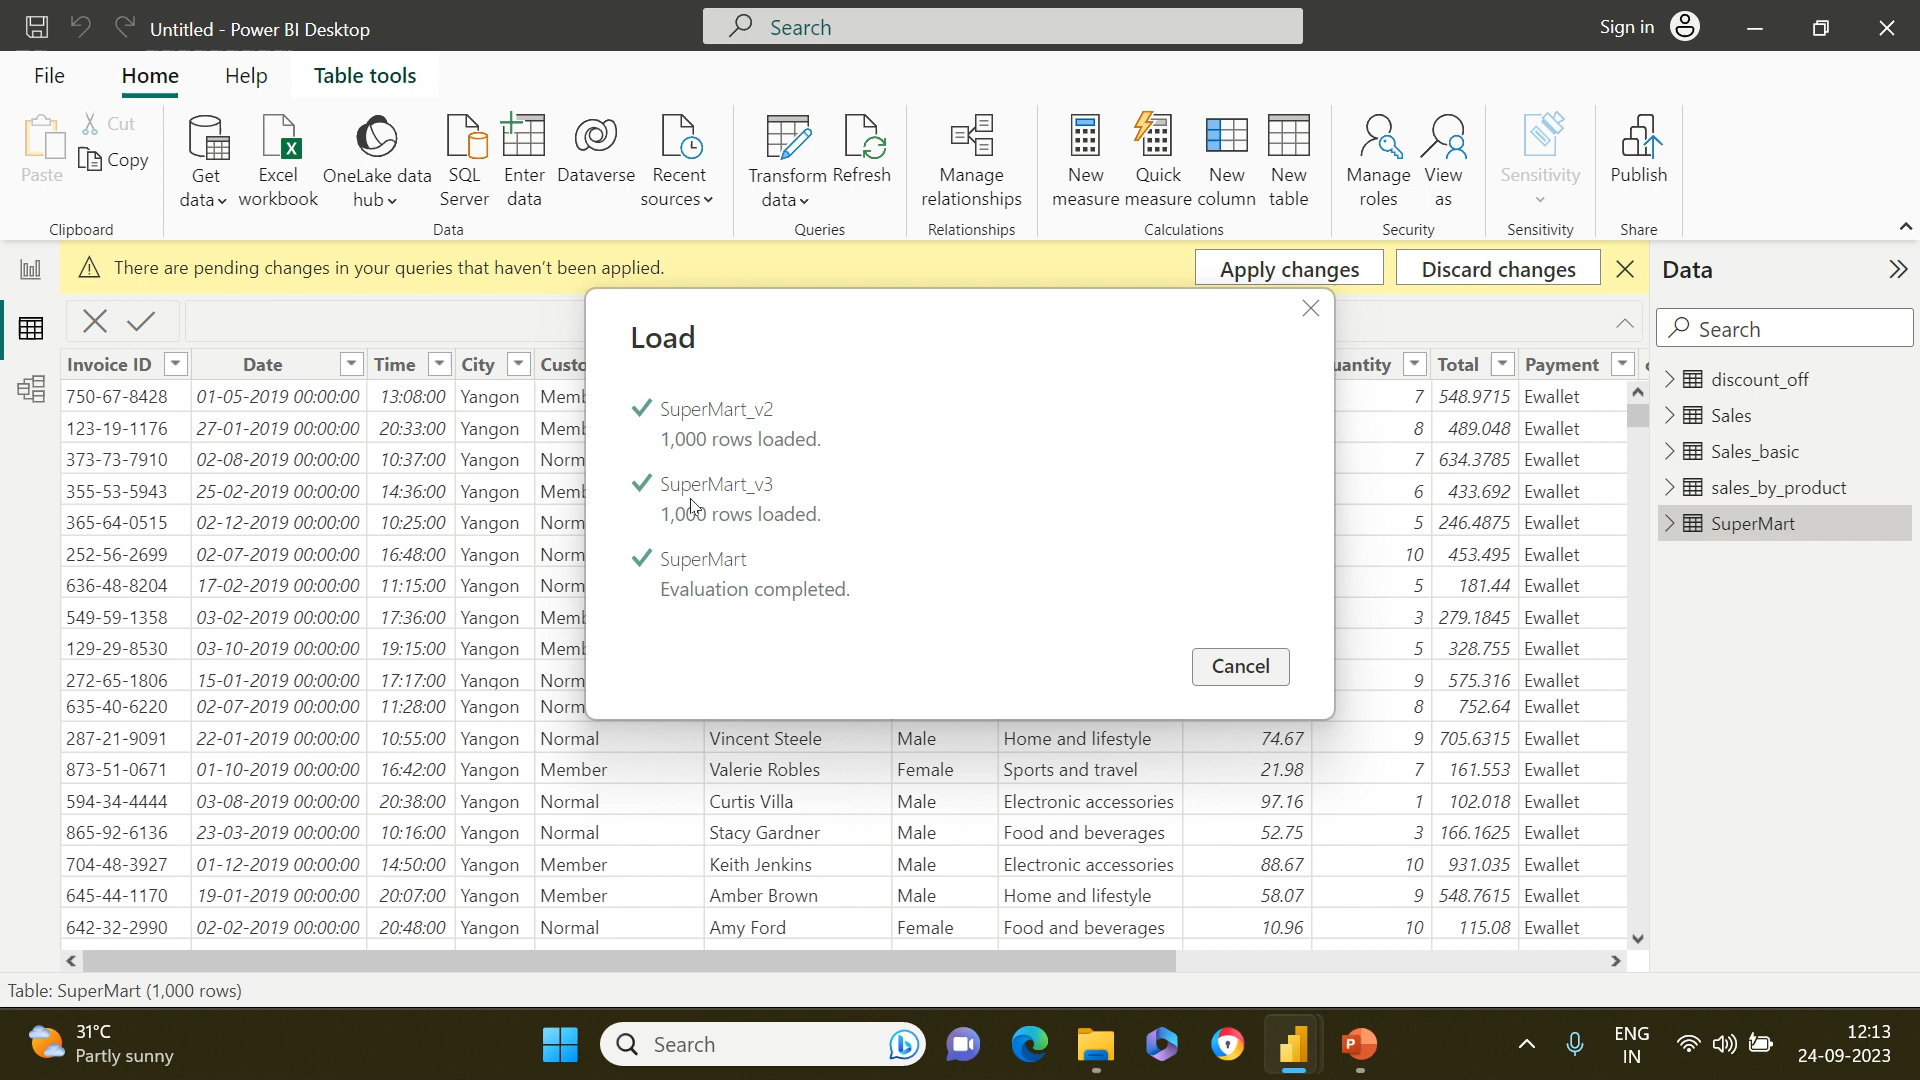 Untitled - Power BI Desktop
Search
Sign in
File
Home
Help
Table tools
Paste
Cut
Copy
Clipboard
Get data
Excel workbook
OneLake data hub
SQL Server
Enter data
Dataverse
Recent sources
Data
Transform data
Refresh
Queries
Manage relationships
Relationships
New measure
Quick measure
New column
New table
Calculations
Manage roles
View as
Security
Sensitivity
Sensitivity
Publish
Share
There are pending changes in your queries that haven't been applied.
Apply changes
Discard changes
Data
Search
discount_off
Sales
Sales_basic
sales_by_product
SuperMart
Load
SuperMart_v2
1,000 rows loaded.
SuperMart_v3
1,000 rows loaded.
SuperMart
Evaluation completed.
Cancel
Invoice ID Date Time City Custo uantity Total Payment
750-67-8428 01-05-2019 00:00:00 13:08:00 Yangon Memb 7 548.9715 Ewallet
123-19-1176 27-01-2019 00:00:00 20:33:00 Yangon Memb 8 489.048 Ewallet
373-73-7910 02-08-2019 00:00:00 10:37:00 Yangon Norm 7 634.3785 Ewallet
355-53-5943 25-02-2019 00:00:00 14:36:00 Yangon Memb 6 433.692 Ewallet
365-64-0515 02-12-2019 00:00:00 10:25:00 Yangon Norm 5 246.4875 Ewallet
252-56-2699 02-07-2019 00:00:00 16:48:00 Yangon Norm 10 453.495 Ewallet
636-48-8204 17-02-2019 00:00:00 11:15:00 Yangon Norm 5 181.44 Ewallet
549-59-1358 03-02-2019 00:00:00 17:36:00 Yangon Memb 3 279.1845 Ewallet
129-29-8530 03-10-2019 00:00:00 19:15:00 Yangon Memb 5 328.755 Ewallet
272-65-1806 15-01-2019 00:00:00 17:17:00 Yangon Norm 9 575.316 Ewallet
635-40-6220 02-07-2019 00:00:00 11:28:00 Yangon Norm 8 752.64 Ewallet
287-21-9091 22-01-2019 00:00:00 10:55:00 Yangon Normal Vincent Steele Male Home and lifestyle 74.67 9 705.6315 Ewallet
873-51-0671 01-10-2019 00:00:00 16:42:00 Yangon Member Valerie Robles Female Sports and travel 21.98 7 161.553 Ewallet
594-34-4444 03-08-2019 00:00:00 20:38:00 Yangon Normal Curtis Villa Male Electronic accessories 97.16 1 102.018 Ewallet
865-92-6136 23-03-2019 00:00:00 10:16:00 Yangon Normal Stacy Gardner Male Food and beverages 52.75 3 166.1625 Ewallet
704-48-3927 01-12-2019 00:00:00 14:50:00 Yangon Member Keith Jenkins Male Electronic accessories 88.67 10 931.035 Ewallet
645-44-1170 19-01-2019 00:00:00 20:07:00 Yangon Member Amber Brown Male Home and lifestyle 58.07 9 548.7615 Ewallet
642-32-2990 02-02-2019 00:00:00 20:48:00 Yangon Normal Amy Ford Female Food and beverages 10.96 10 115.08 Ewallet
Table: SuperMart (1,000 rows)
31°C
Partly sunny
Search
P
ENG
IN
12:13
24-09-2023